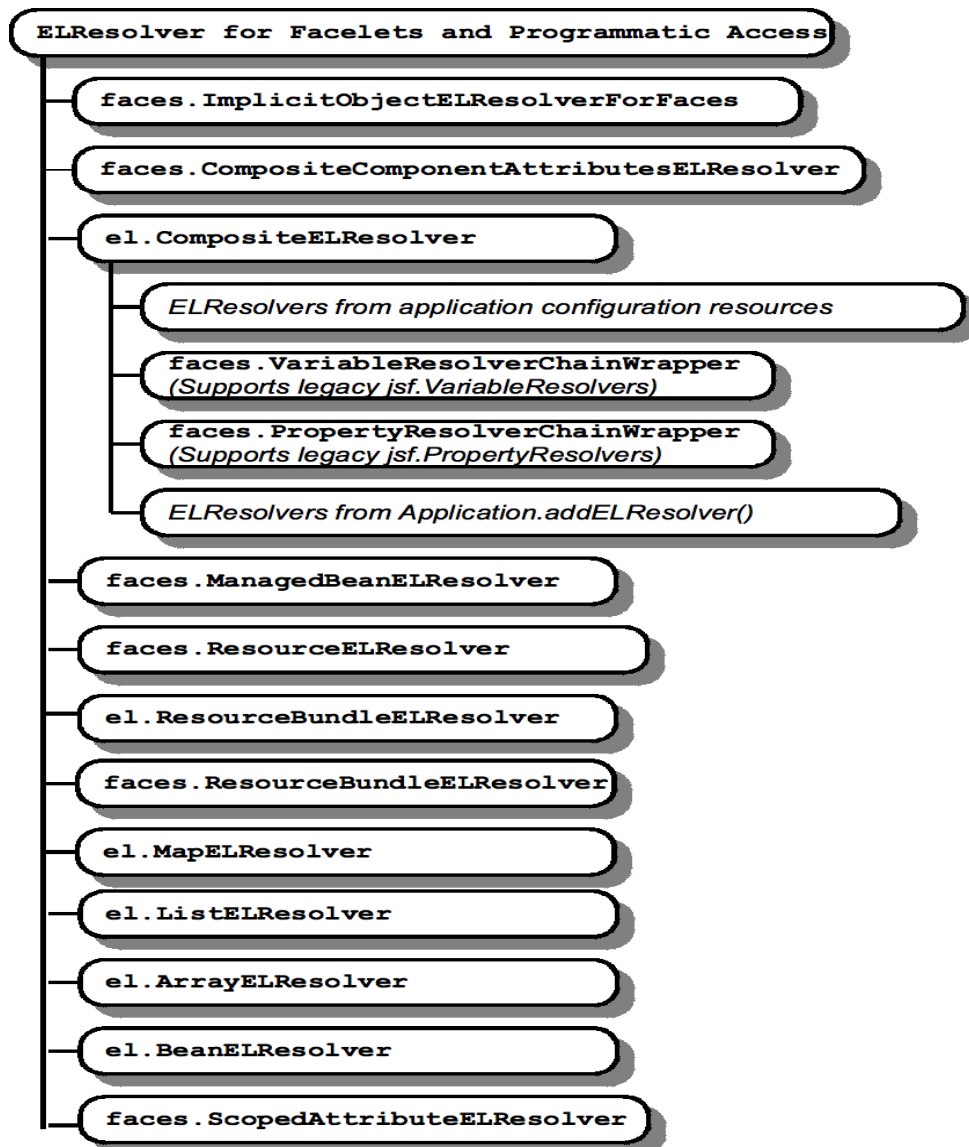 ELResolver for Facelets and Programmatic Access
faces.ImplicitObjectELResolverForFaces
faces.CompositeComponentAttributesELResolver
el.CompositeELResolver
ELResolvers from application configuration resources
faces.VariableResolverChainWrapper
(Supports legacy jsf.VariableResolvers)
faces.PropertyResolverChainWrapper
(Supports legacy jsf.PropertyResolvers)
ELResolvers from Application.addELResolver()
faces.ManagedBeanELResolver
faces.ResourceELResolver
el.ResourceBundleELResolver
faces.ResourceBundleELResolver
el.MapELResolver
el.ListELResolver
el.ArrayELResolver
el.BeanELResolver
faces.ScopedAttributeELResolver